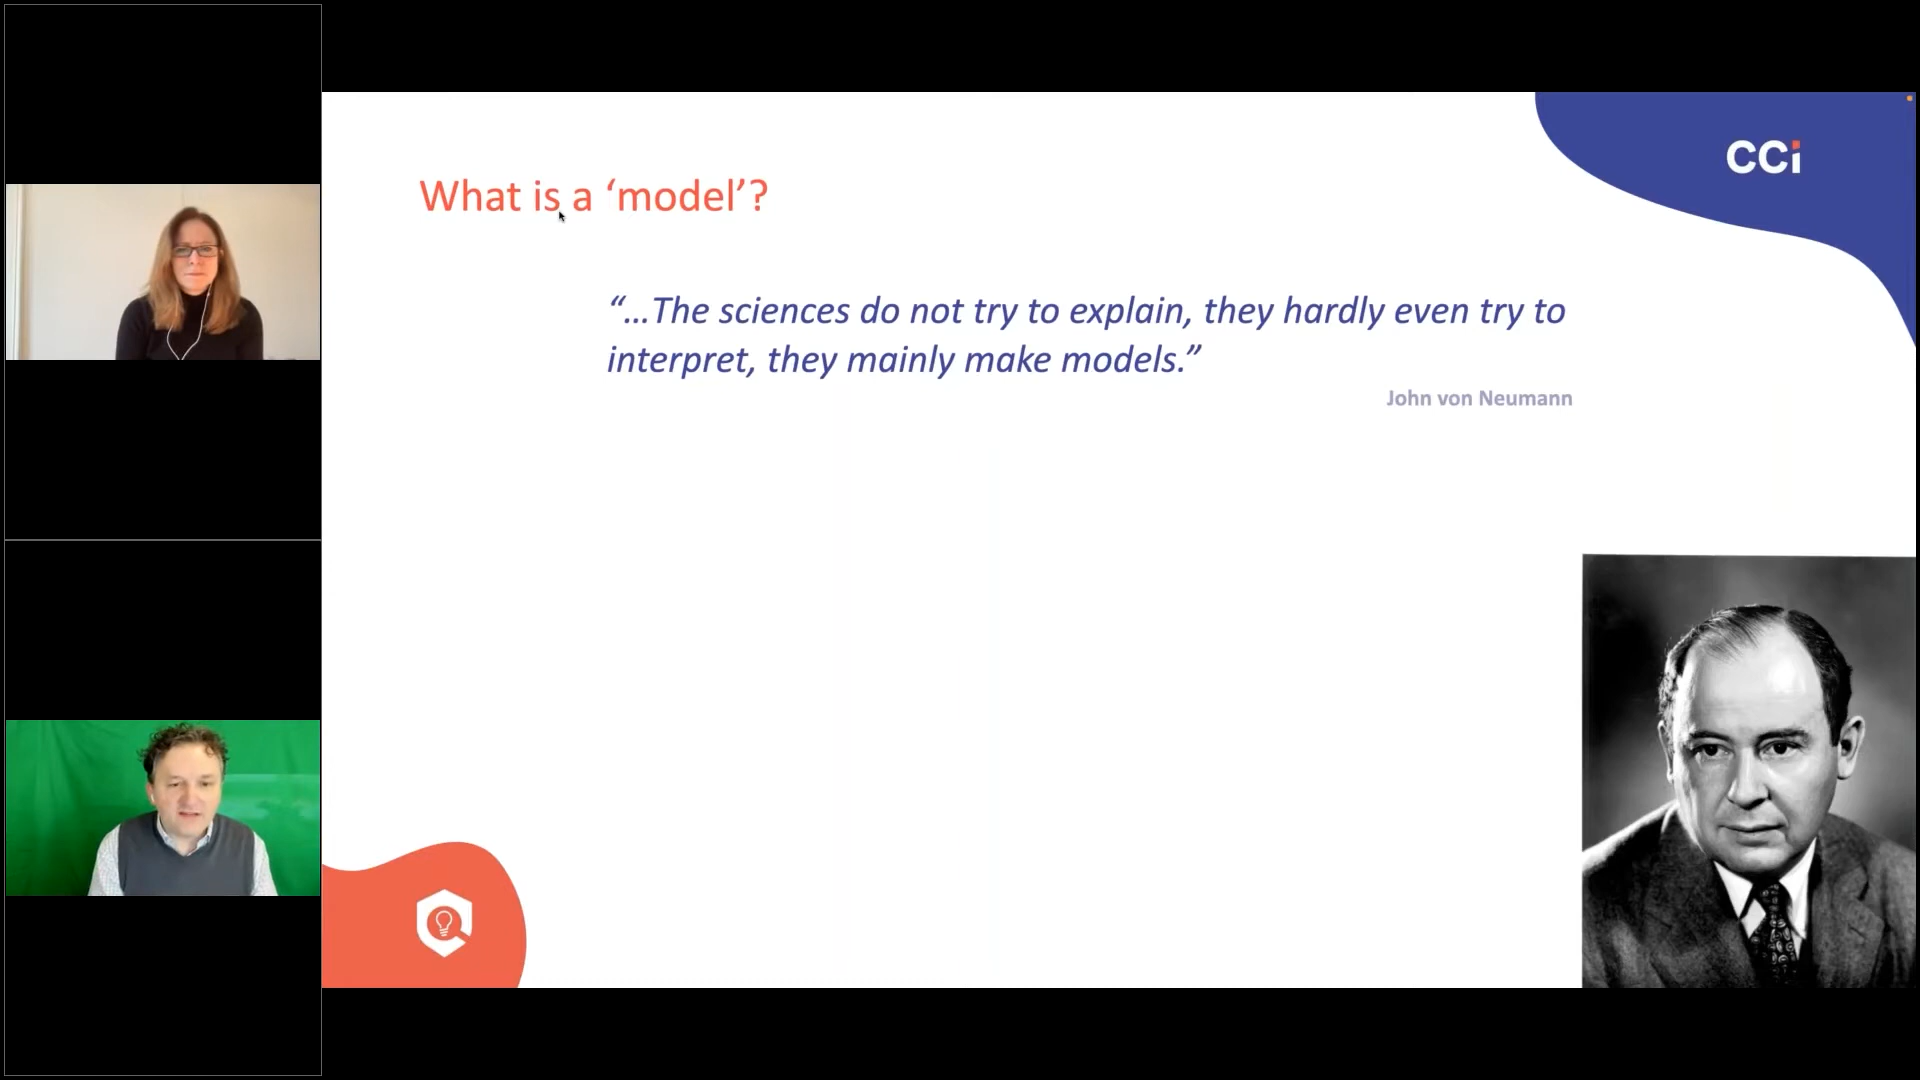 CCi
What is a ‘model’?
“...The sciences do not try to explain, they hardly even try to
interpret, they mainly make models.”
John von Neumann